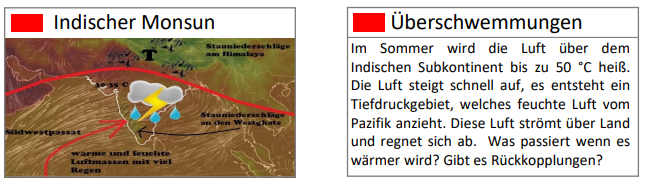 Indischer Monsun
T
Stauniederschläge
am Himalaya
30-35 C
Stauniederschläge
an den Westghats
Südwestpassat
wärme und feuchte
Luftmassen mit viel
Regen
Überschwemmungen
Im Sommer wird die Luft über dem
Indischen Subkontinent bis zu 50 °C heiß.
Die Luft steigt schnell auf, es entsteht ein
Tiefdruckgebiet, welches feuchte Luft vom
Pazifik anzieht. Diese Luft strömt über Land
und regnet sich ab. Was passiert wenn es
wärmer wird? Gibt es Rückkopplungen?